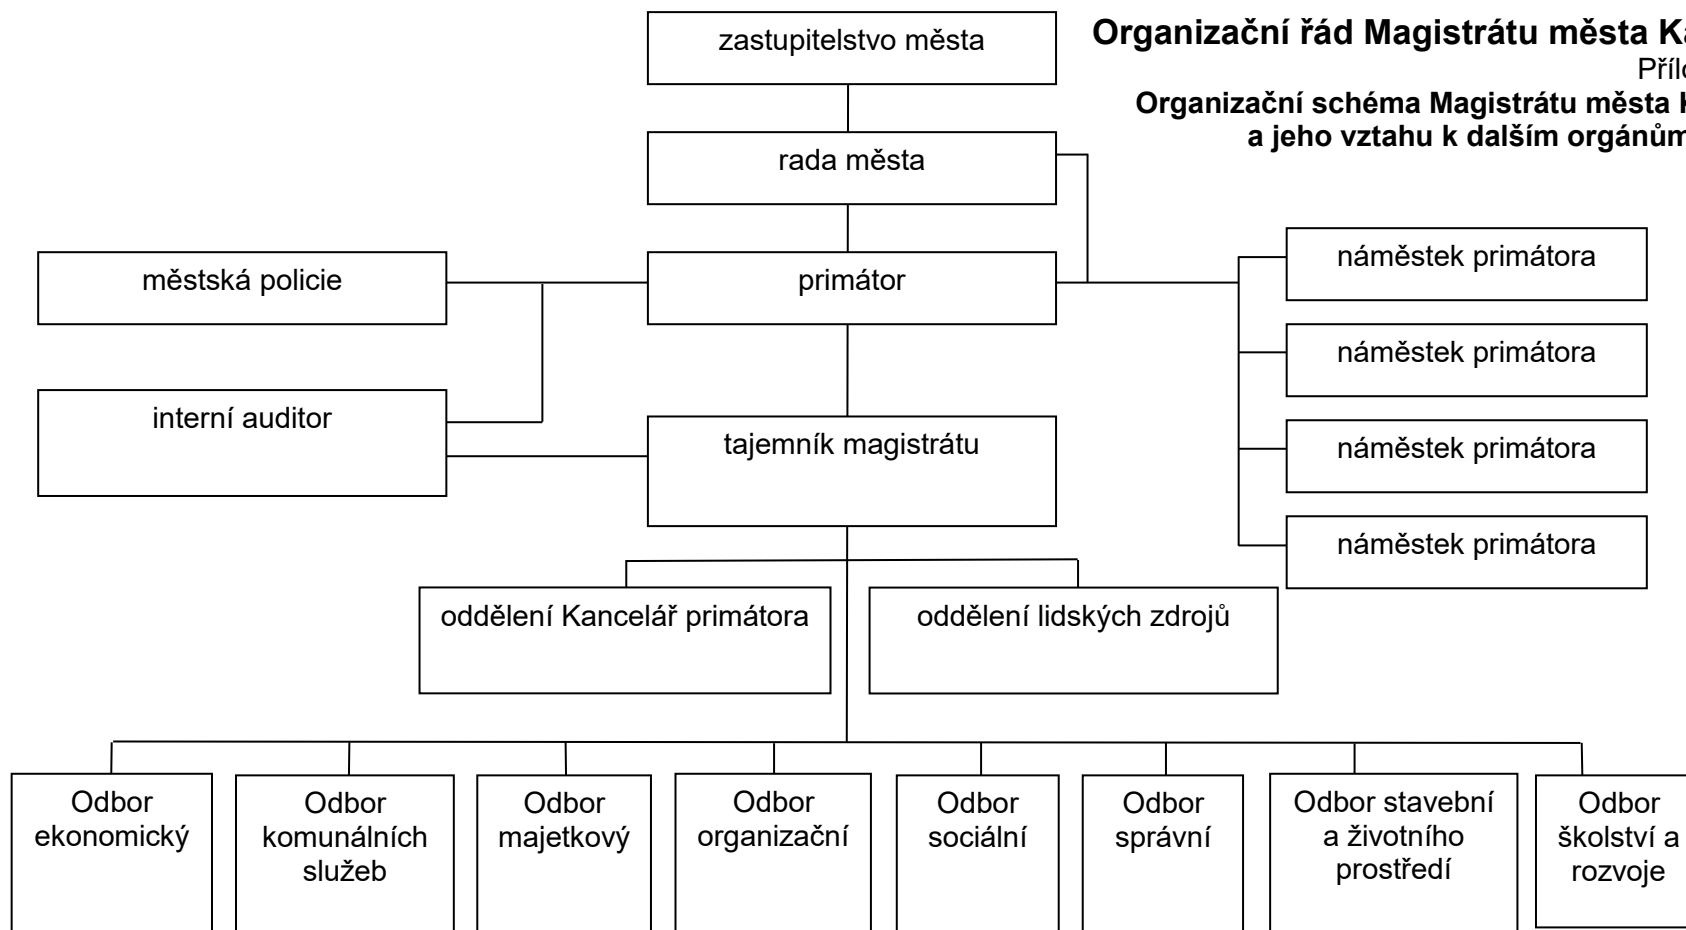 zastupitelstvo města
Organizační řád Magistrátu města
Organizační schéma Magistrátu města
a jeho vztahu k dalším orgánům
rada města
městská policie
primátor
náměstek primátora
náměstek primátora
interní auditor
tajemník magistrátu
náměstek primátora
náměstek primátora
oddělení Kancelář primátora
oddělení lidských zdrojů
Odbor
ekonomický
Odbor
komunálních
služeb
Odbor
majetkový
Odbor
organizační
Odbor
sociální
Odbor
správní
Odbor stavební
a životního
prostředí
Odbor
školství a
rozvoje